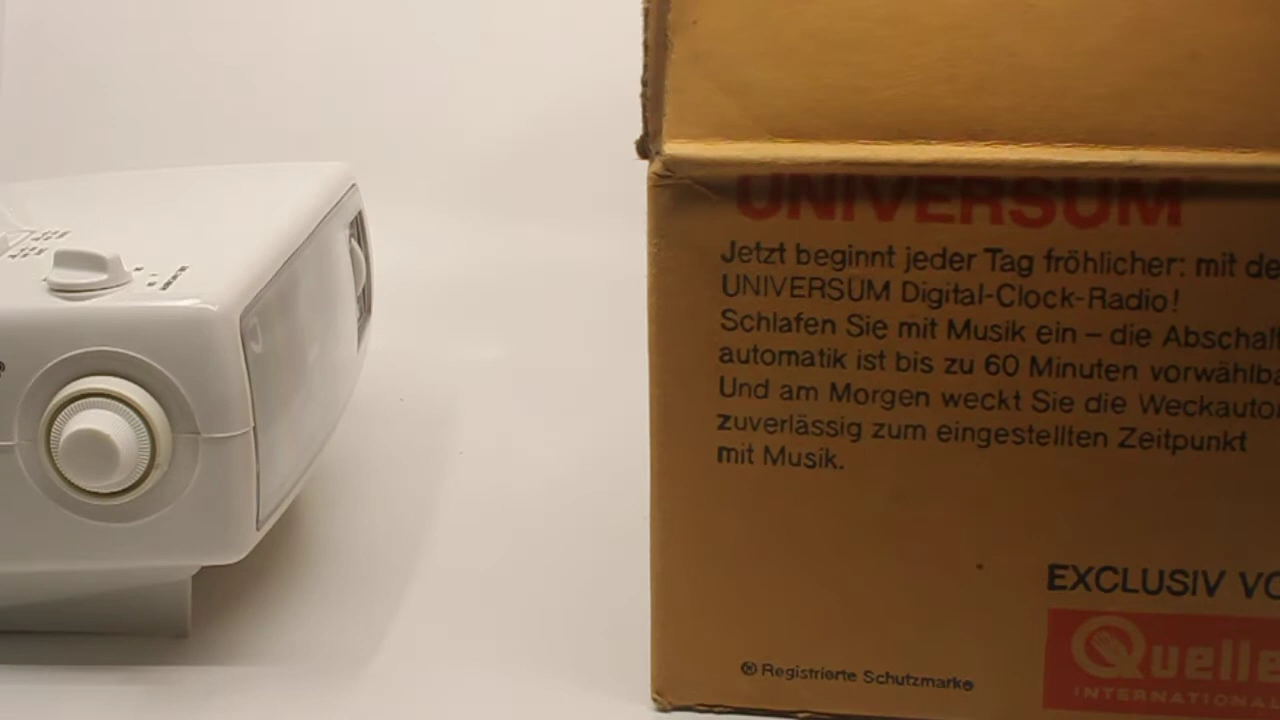 UNIVERSUM
Jetzt beginnt jeder Tag fröhlicher: mit de
UNIVERSUM Digital-Clock-Radio!
Schlafen Sie mit Musik ein – die Abschal
automatik ist bis zu 60 Minuten vorwählba
Und am Morgen weckt Sie die Weckauto
zuverlässig zum eingestellten Zeitpunkt
mit Musik.
EXCLUSIV VO
Quelle
INTERNATIONAL
® Registrierte Schutzmarke